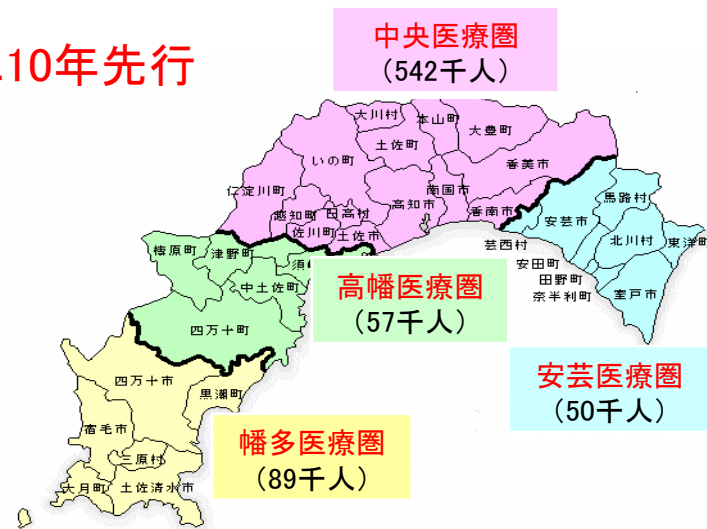 10年先行
中央医療圏
（542千人）
大川村
本山町
大豊町
土佐町
いの町
香美市
仁淀川町
南国市
高知市
越知町
日高村
香南市
佐川町
土佐市
馬路村
安芸市
北川村
東洋町
芸西村
安田町
田野町
奈半利町
室戸市
梼原町
津野町
中土佐町
四万十町
高幡医療圏
（57千人）
安芸医療圏
（50千人）
四万十市
黒潮町
宿毛市
三原村
大月町
土佐清水市
幡多医療圏
（89千人）